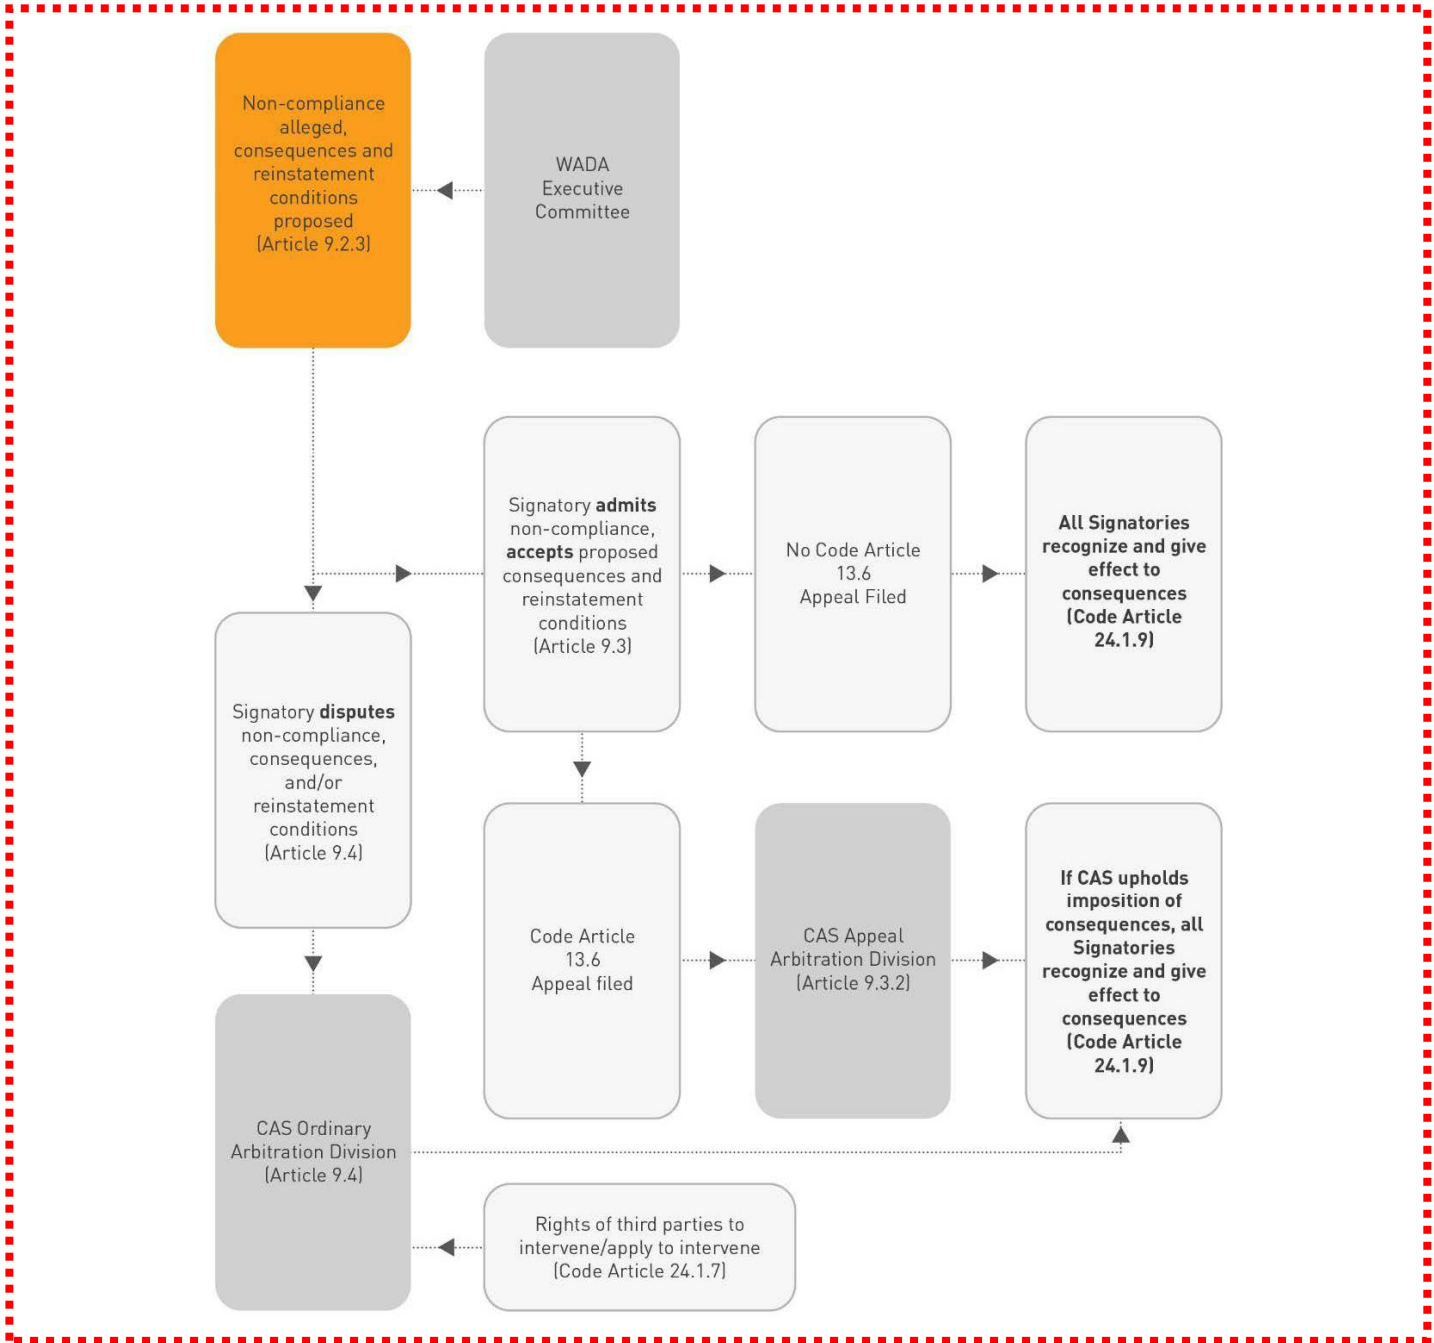 Non-compliance
alleged,
consequences and
reinstatement
conditions
proposed
(Article 9.2.3)
WADA
Executive
Committee
Signatory admits
non-compliance,
accepts proposed
consequences and
reinstatement
conditions
(Article 9.3)
No Code Article
13.6
Appeal Filed
All Signatories
recognize and give
effect to
consequences
(Code Article
24.1.9)
Signatory disputes
non-compliance,
consequences,
and/or
reinstatement
conditions
(Article 9.4)
Code Article
13.6
Appeal filed
CAS Appeal
Arbitration Division
(Article 9.3.2)
If CAS upholds
imposition of
consequences, all
Signatories
recognize and give
effect to
consequences
(Code Article
24.1.9)
CAS Ordinary
Arbitration Division
(Article 9.4)
Rights of third parties to
intervene/apply to intervene
(Code Article 24.1.7)